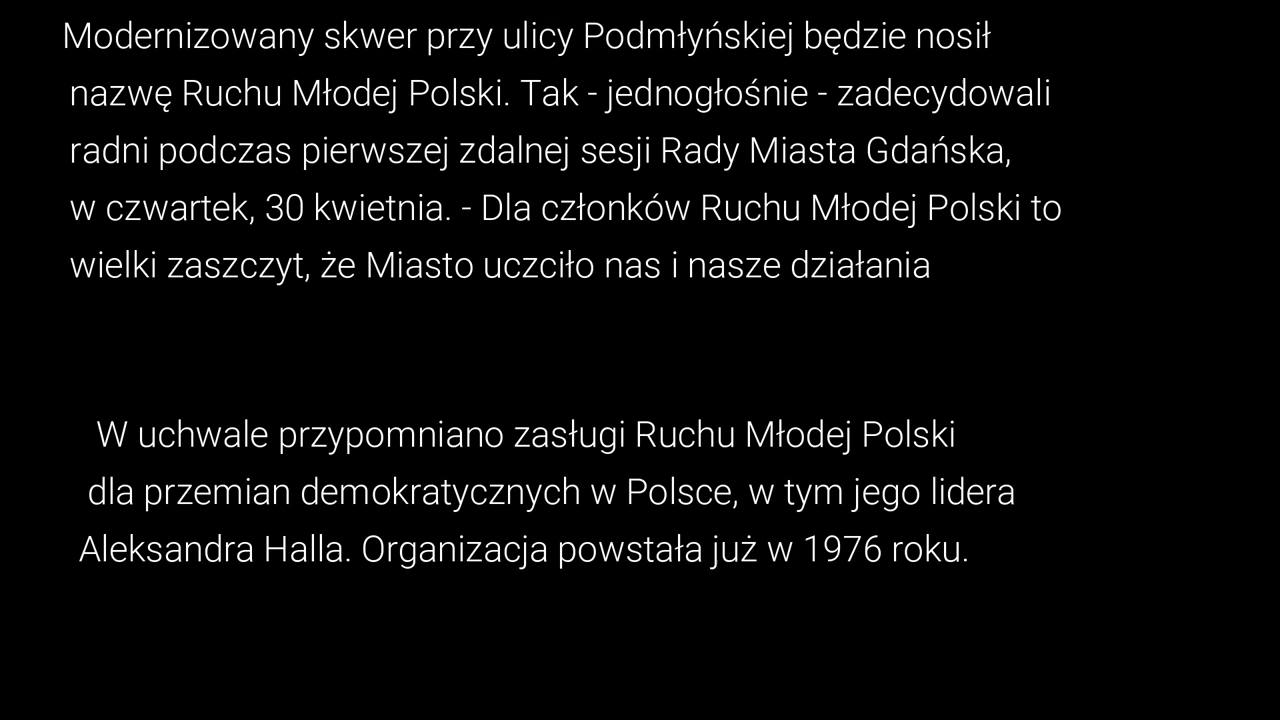 Modernizowany skwer przy ulicy Podmłyńskiej będzie nosił
nazwę Ruchu Młodej Polski. Tak - jednogłośnie - zadecydowali
radni podczas pierwszej zdalnej sesji Rady Miasta Gdańska,
w czwartek, 30 kwietnia. - Dla członków Ruchu Młodej Polski to
wielki zaszczyt, że Miasto uczciło nas i nasze działania
W uchwale przypomniano zasługi Ruchu Młodej Polski
dla przemian demokratycznych w Polsce, w tym jego lidera
Aleksandra Halla. Organizacja powstała już w 1976 roku.